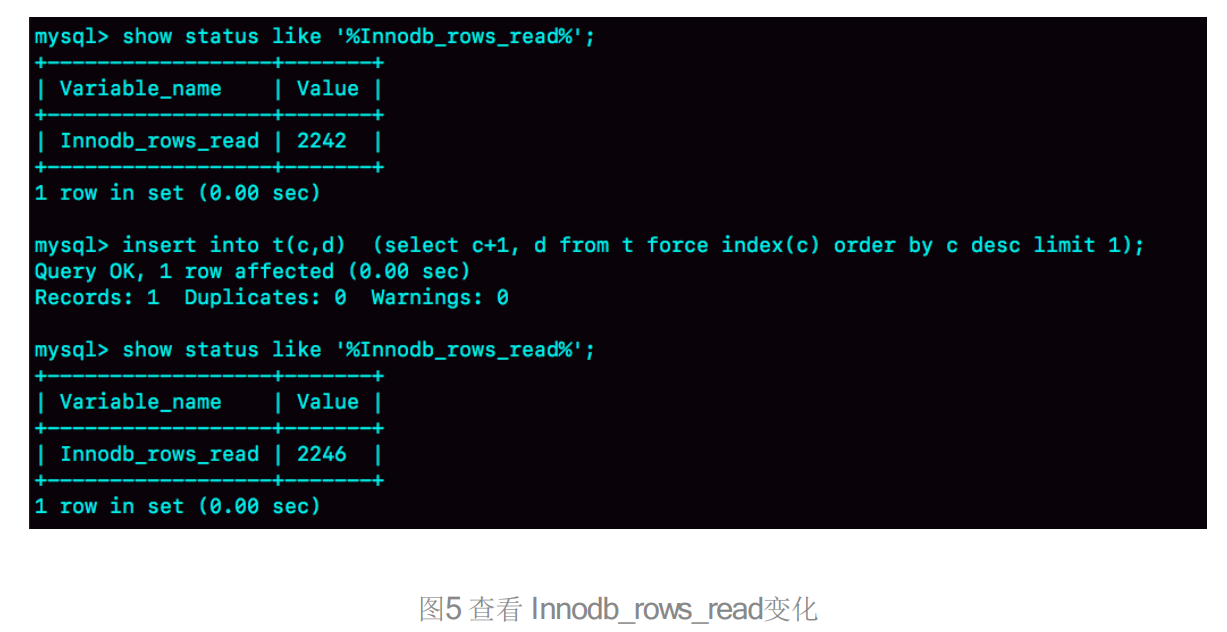 mysql> show status like '%Innodb_rows_read%';
+------------------+-------+
| Variable_name    | Value |
+------------------+-------+
| Innodb_rows_read | 2242  |
+------------------+-------+
1 row in set (0.00 sec)
mysql> insert into t(c,d)  (select c+1, d from t force index(c) order by c desc limit 1);
Query OK, 1 row affected (0.00 sec)
Records: 1  Duplicates: 0  Warnings: 0
mysql> show status like '%Innodb_rows_read%';
+------------------+-------+
| Variable_name    | Value |
+------------------+-------+
| Innodb_rows_read | 2246  |
+------------------+-------+
1 row in set (0.00 sec)
图5 查看 Innodb_rows_read变化